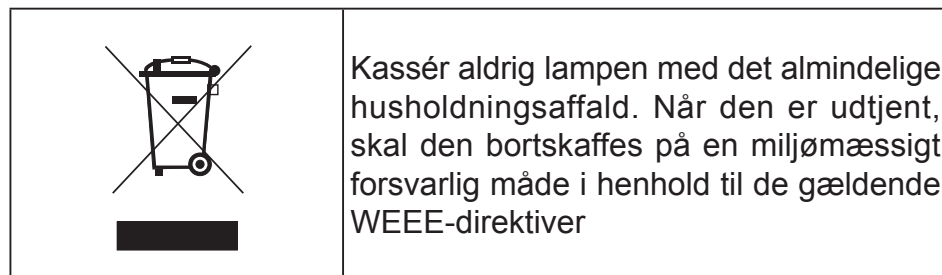 Kassér aldrig lampen med det almindelige
husholdningsaffald. Når den er udtjent,
skal den bortskaffes på en miljømæssigt
forsvarlig måde i henhold til de gældende
WEEE-direktiver